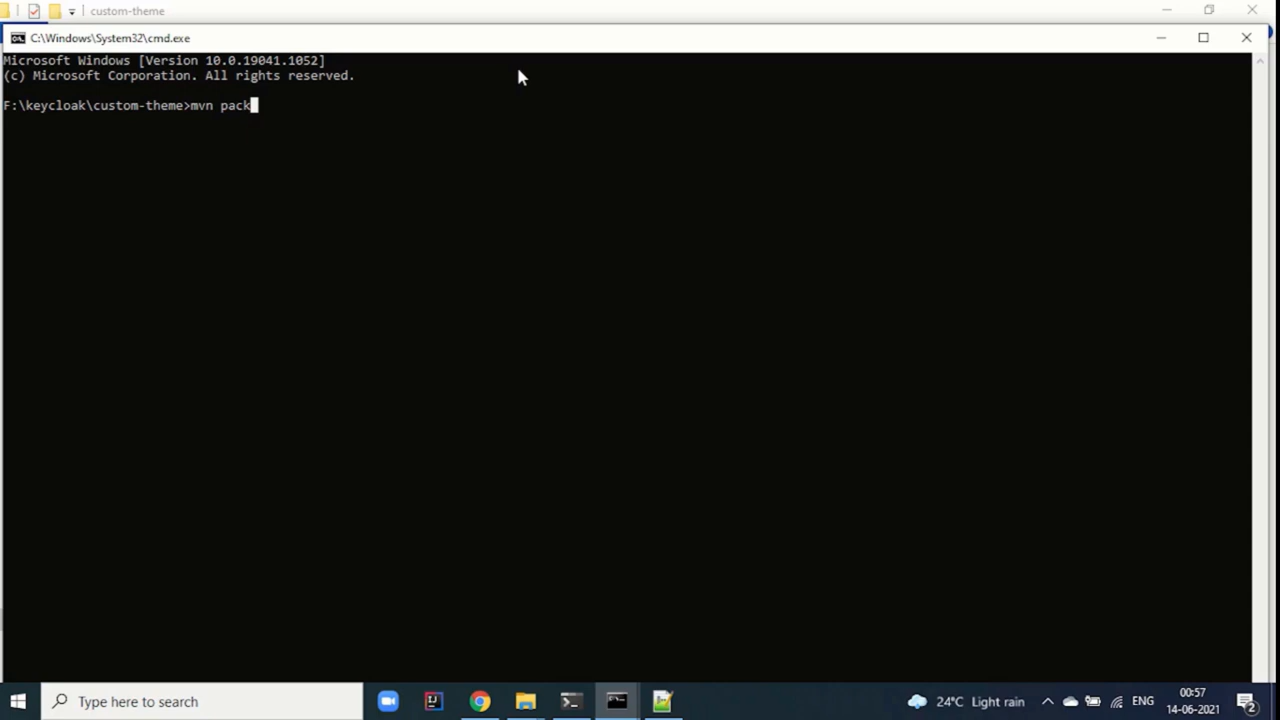 custom-theme
C:\Windows\System32\cmd.exe
Microsoft Windows [Version 10.0.19041.1052]
(c) Microsoft Corporation. All rights reserved.
F:\keycloak\custom-theme>mvn pack
Type here to search
24°C Light rain
ENG
00:57
14-06-2021
2